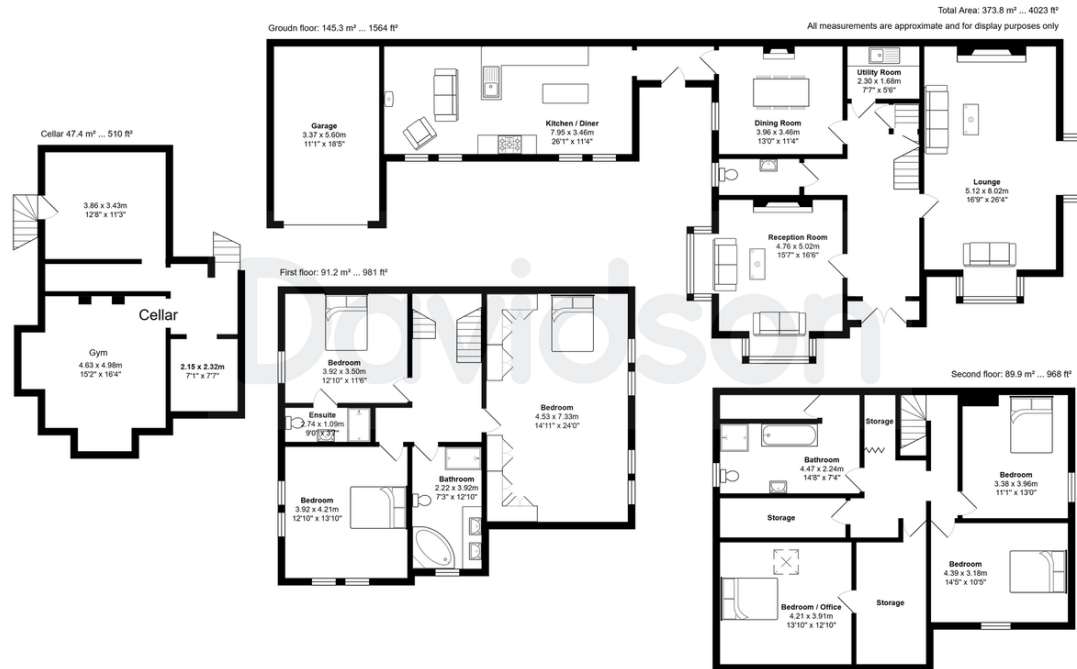 Total Area: 373.8 m² ... 4023 ft²
All measurements are approximate and for display purposes only
Groudn floor: 145.3 m² ... 1564 ft²
Garage
3.37 x 5.60m
11'1" x 18'5"
Kitchen / Diner
7.95 x 3.46m
26'1" x 11'4"
Dining Room
3.96 x 3.46m
13'0" x 11'4"
Utility Room
2.30 x 1.68m
7'7" x 5'6"
Lounge
5.12 x 8.02m
16'9" x 26'4"
Reception Room
4.76 x 5.02m
15'7" x 16'6"
Cellar 47.4 m² ... 510 ft²
3.86 x 3.43m
12'8" x 11'3"
Cellar
Gym
4.63 x 4.98m
15'2" x 16'4"
2.15 x 2.32m
7'1" x 7'7"
Davidson
First floor: 91.2 m² ... 981 ft²
Bedroom
3.92 x 3.50m
12'10" x 11'6"
Ensuite
2.74 x 1.09m
9'0" x 3'7"
Bedroom
3.92 x 4.21m
12'10" x 13'10"
Bathroom
2.22 x 3.92m
7'3" x 12'10"
Bedroom
4.53 x 7.33m
14'11" x 24'0"
Second floor: 89.9 m² ... 968 ft²
Storage
Bathroom
4.47 x 2.24m
14'8" x 7'4"
Bedroom
3.38 x 3.96m
11'1" x 13'0"
Storage
Bedroom
4.39 x 3.18m
14'5" x 10'5"
Bedroom / Office
4.21 x 3.91m
13'10" x 12'10"
Storage